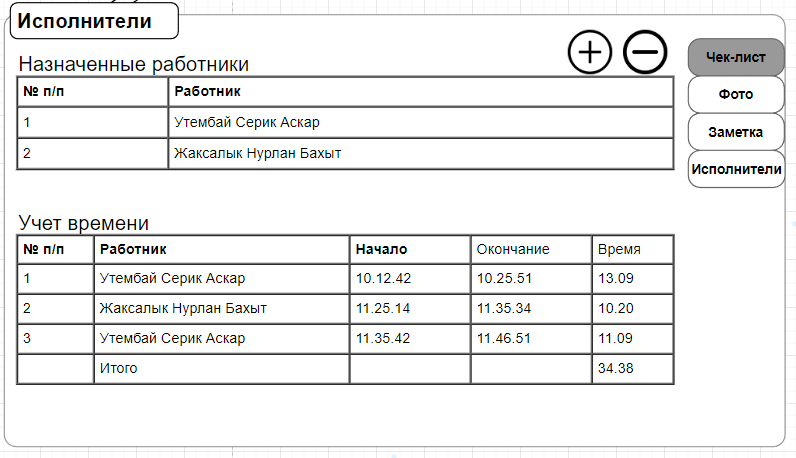 Исполнители
Назначенные работники
Чек-лист
Фото
Заметка
Исполнители
№ п/п Работник
1 Утембай Серик Аскар
2 Жаксалык Нурлан Бахыт
Учет времени
№ п/п Работник Начало Окончание Время
1 Утембай Серик Аскар 10.12.42 10.25.51 13.09
2 Жаксалык Нурлан Бахыт 11.25.14 11.35.34 10.20
3 Утембай Серик Аскар 11.35.42 11.46.51 11.09
Итого 34.38